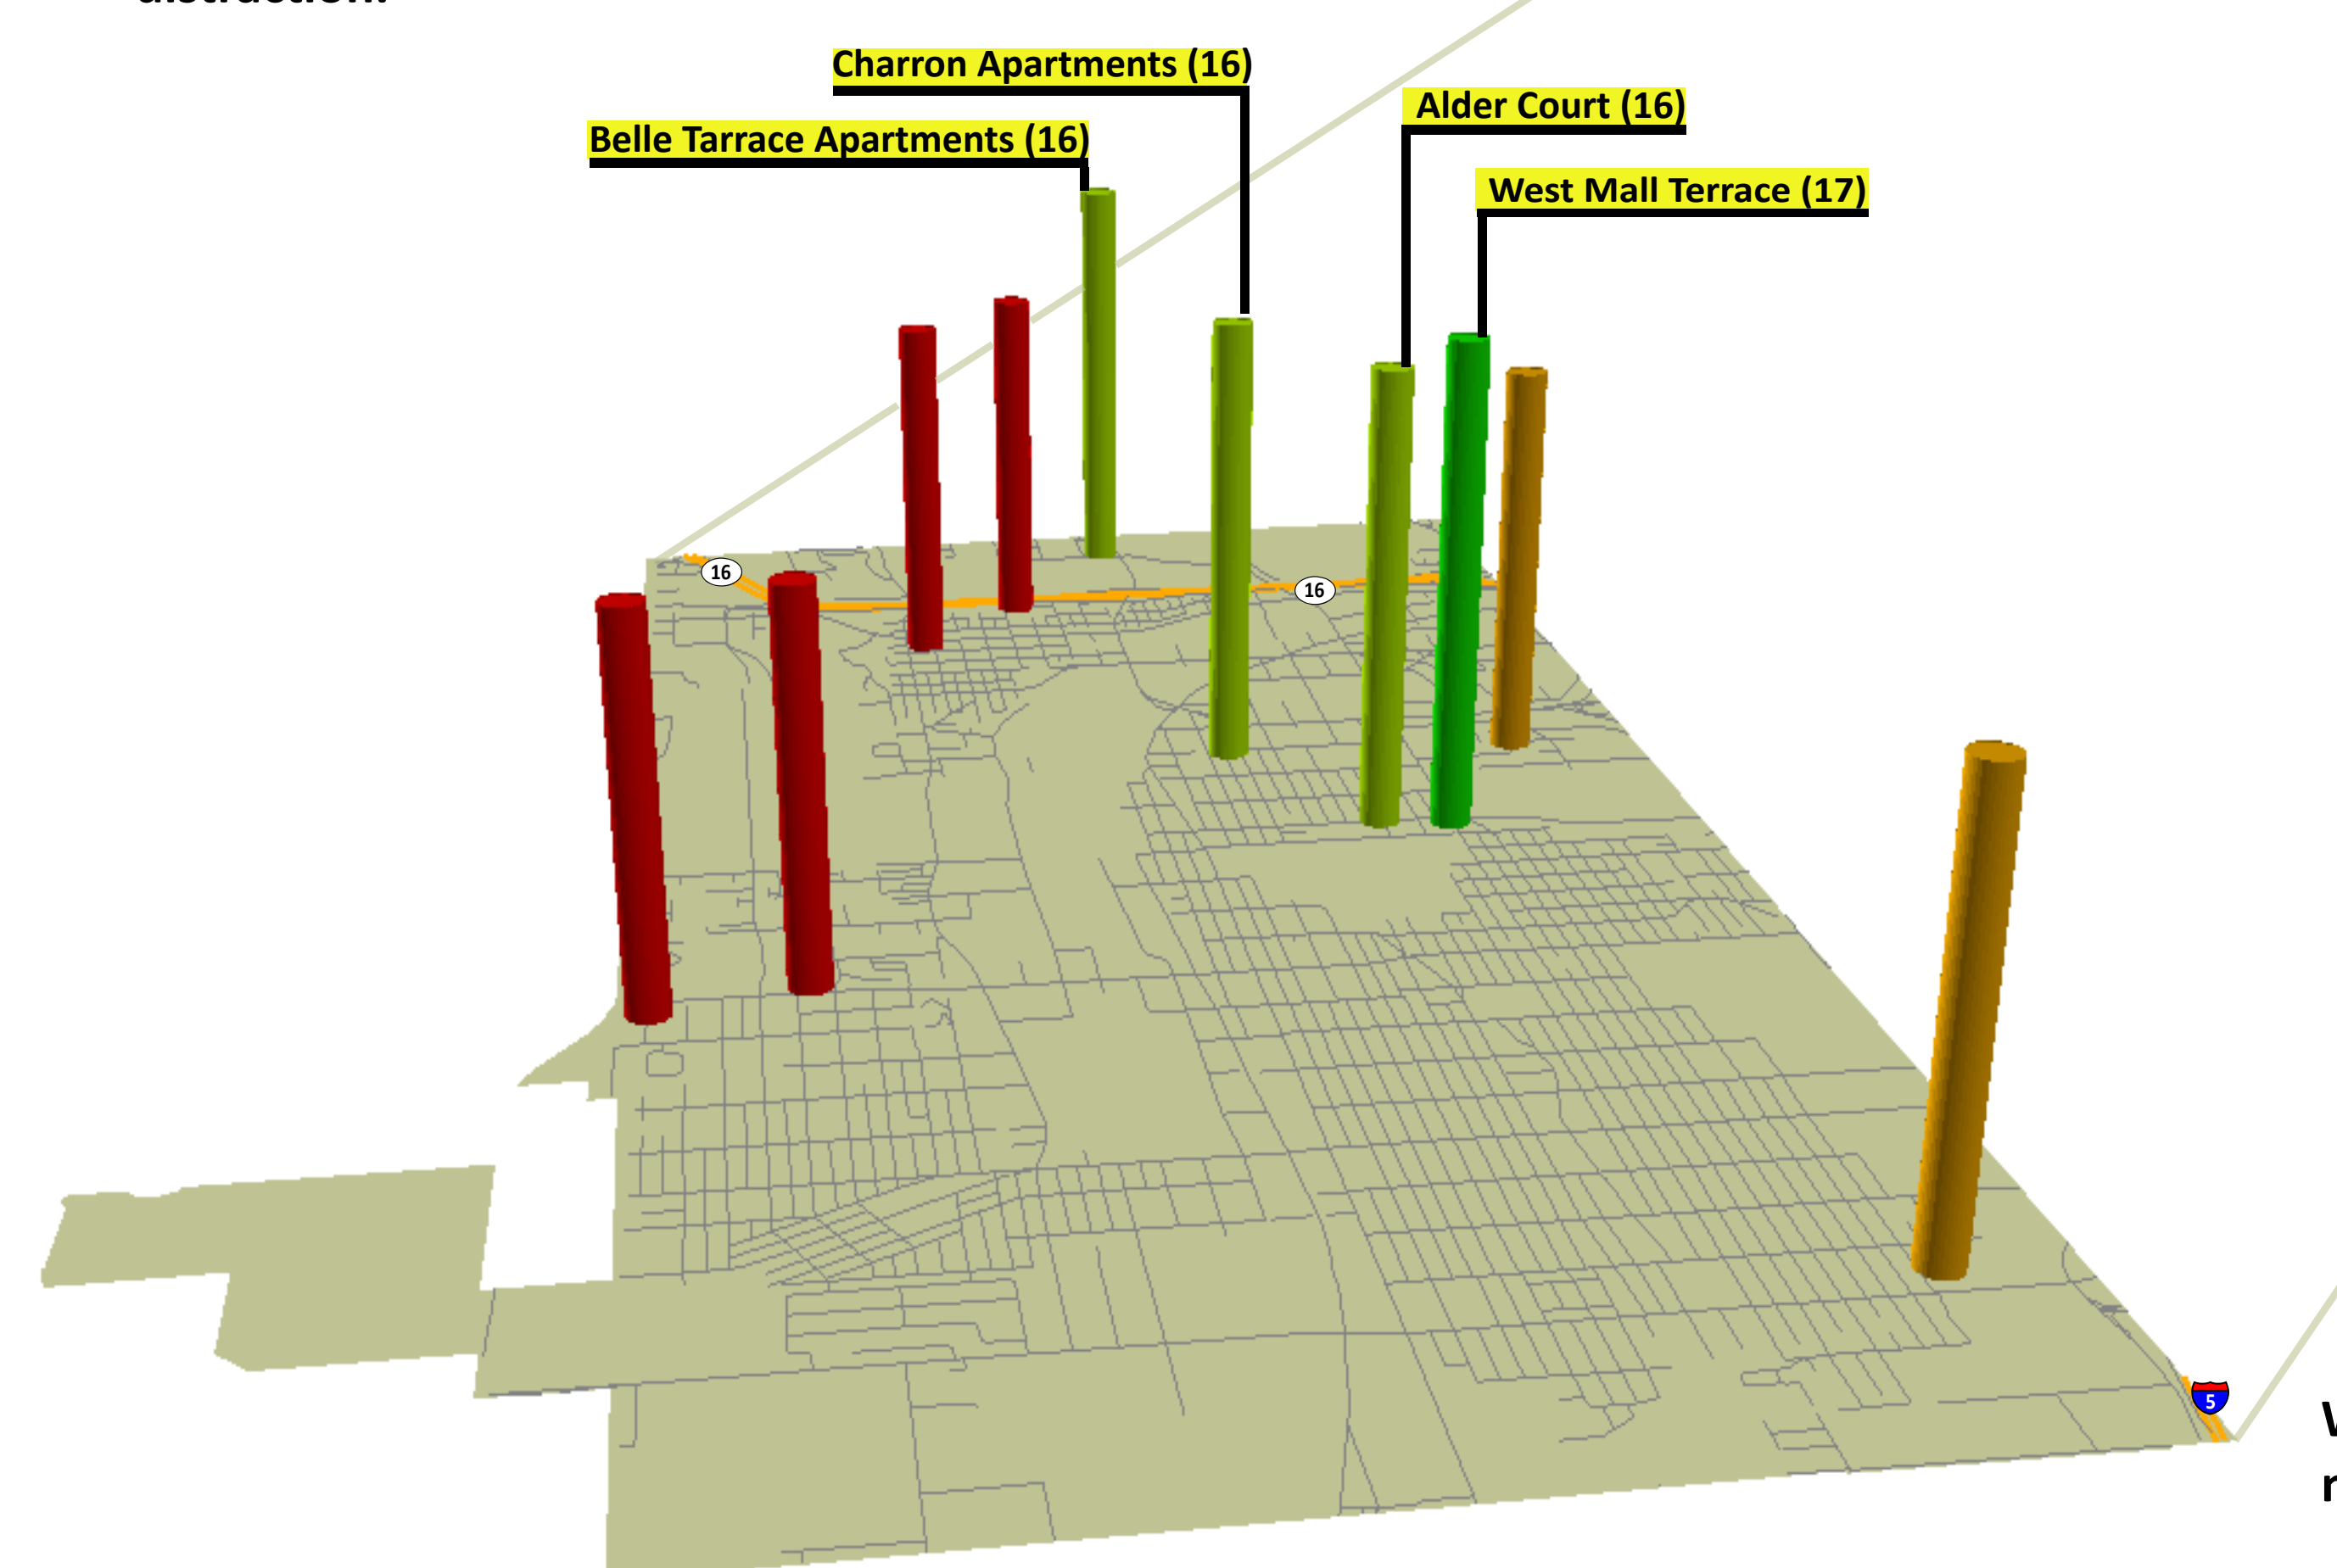 Charron Apartments (16)
Alder Court (16)
Belle Tarrace Apartments (16)
West Mall Terrace (17)
16
16
5